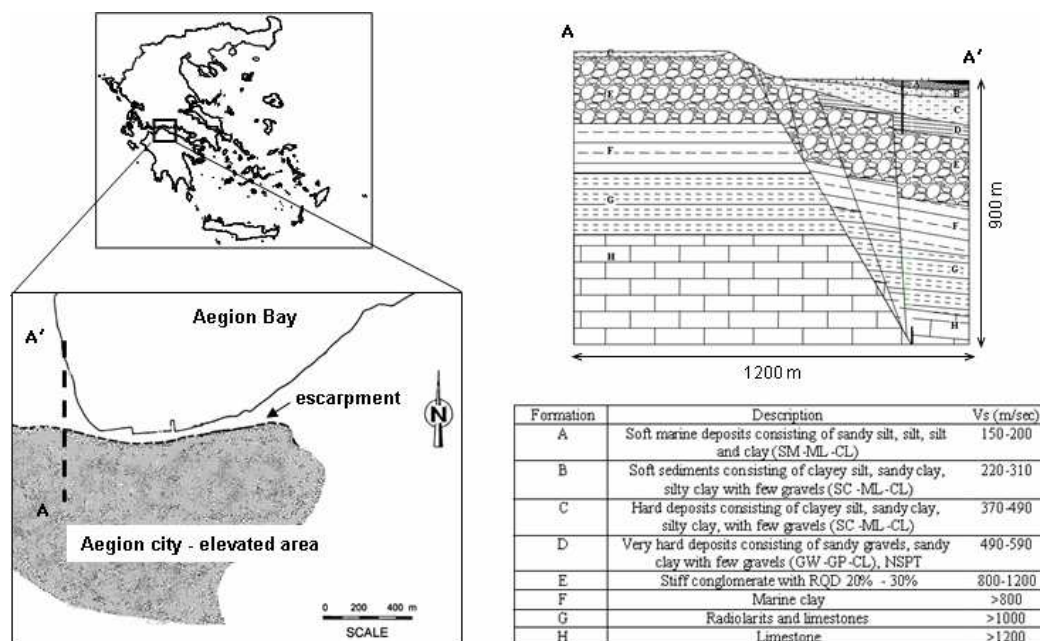 A
A'
C
E
F
G
H
A
B
C
D
E
F
G
H
900 m
1200 m
Aegion Bay
A'
escarpment
N
A
Aegion city - elevated area
0 200 400 m
SCALE
Formation Description Vs (m/sec)
A Soft marine deposits consisting of sandy silt, silt, silt 150-200
and clay (SM-ML-CL)
B Soft sediments consisting of clayey silt, sandy clay, 220-310
silty clay with few gravels (SC-ML-CL)
C Hard deposits consisting of clayey silt, sandy clay, 370-490
silty clay, with few gravels (SC-ML-CL)
D Very hard deposits consisting of sandy gravels, sandy 490-590
clay with few gravels (GW-GP-CL), NSPT
E Stiff conglomerate with RQD 20% - 30% 800-1200
F Marine clay >800
G Radiolarits and limestones >1000
H Limestone >1200